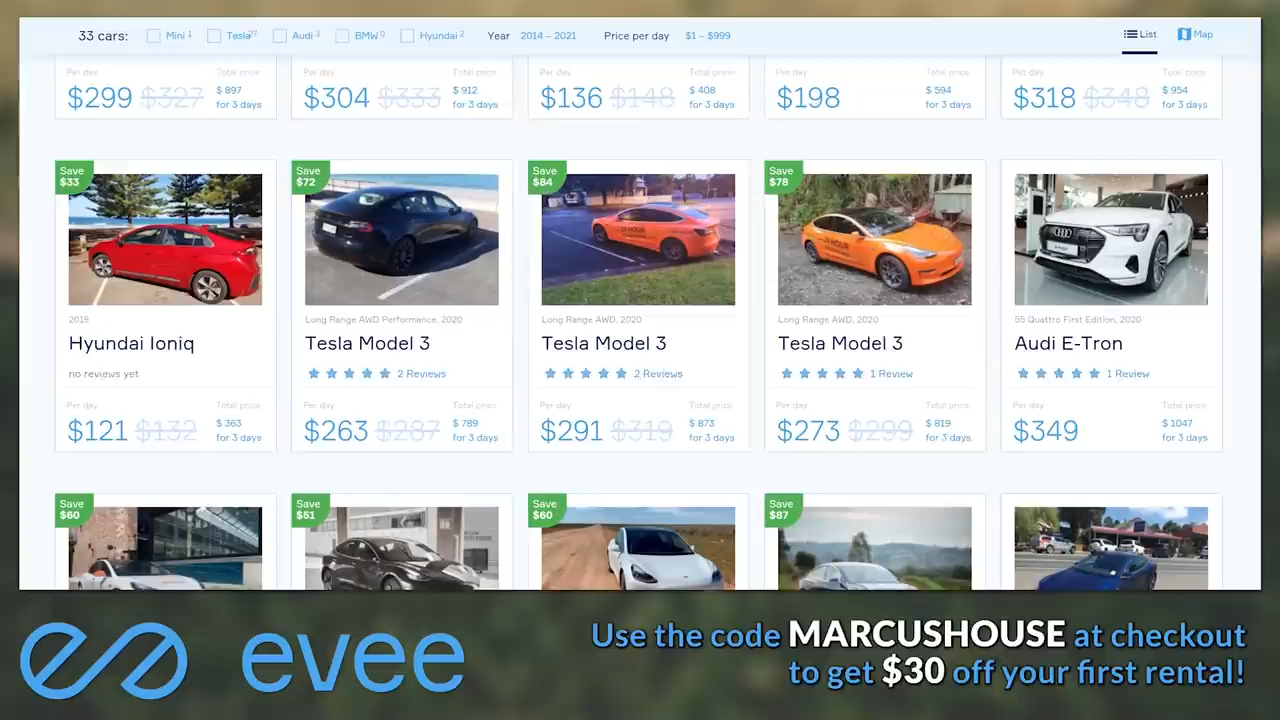 33 cars: Mini 1 Tesla 27 Audi 3 BMW 0 Hyundai 2 Year 2014 – 2021 Price per day $1 – $999 List Map
Per day Total price Per day Total price Per day Total price Per day Total price Per day Total price
$299 $327 $ 897 for 3 days
$304 $333 $ 912 for 3 days
$136 $148 $ 408 for 3 days
$198 $ 594 for 3 days
$318 $348 $ 954 for 3 days
Save $33
2019
Hyundai Ioniq
no reviews yet
Per day Total price
$121 $132 $ 363 for 3 days
Save $72
Long Range AWD Performance, 2020
Tesla Model 3
2 Reviews
Per day Total price
$263 $287 $ 789 for 3 days
Save $84
24 HOUR
Long Range AWD, 2020
Tesla Model 3
2 Reviews
Per day Total price
$291 $319 $ 873 for 3 days
Save $78
24 HOUR
Long Range AWD, 2020
Tesla Model 3
1 Review
Per day Total price
$273 $299 $ 819 for 3 days
55 Quattro First Edition, 2020
Audi E-Tron
1 Review
Per day Total price
$349 $ 1047 for 3 days
Save $60
Save $51
Save $60
Save $87
evee
Use the code MARCUSHOUSE at checkout
to get $30 off your first rental!